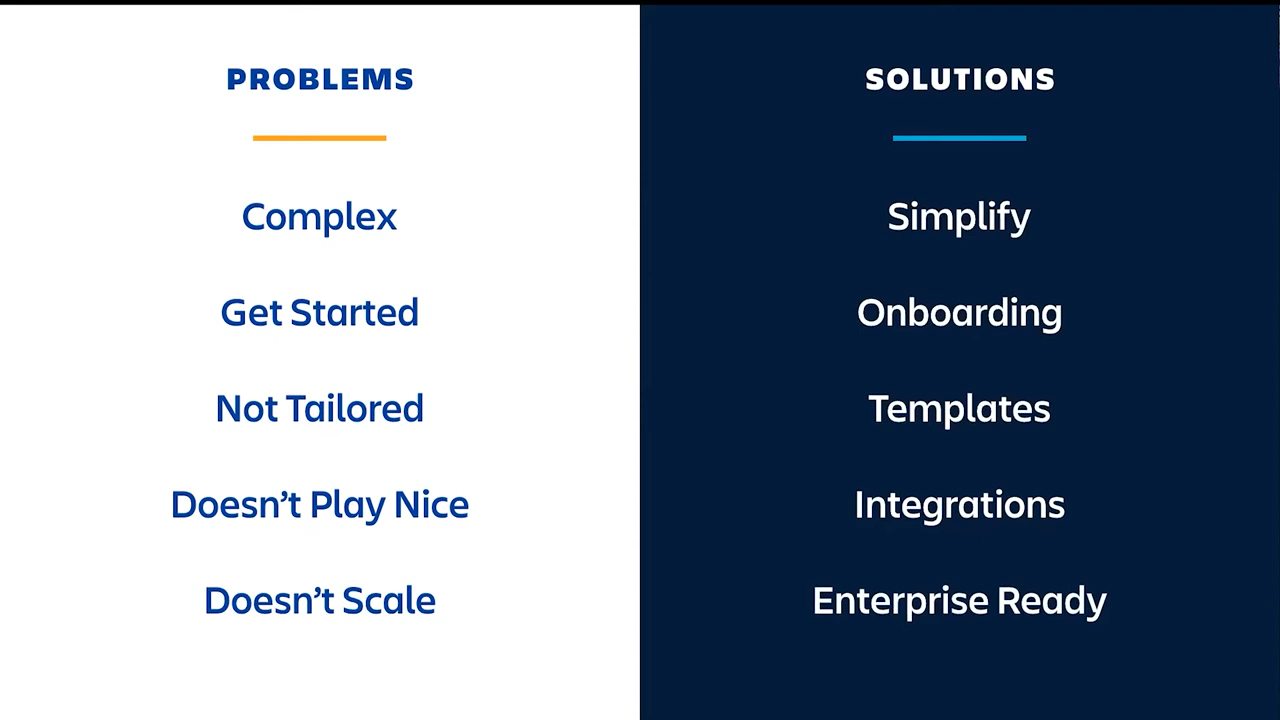 PROBLEMS
Complex
Get Started
Not Tailored
Doesn’t Play Nice
Doesn’t Scale
SOLUTIONS
Simplify
Onboarding
Templates
Integrations
Enterprise Ready